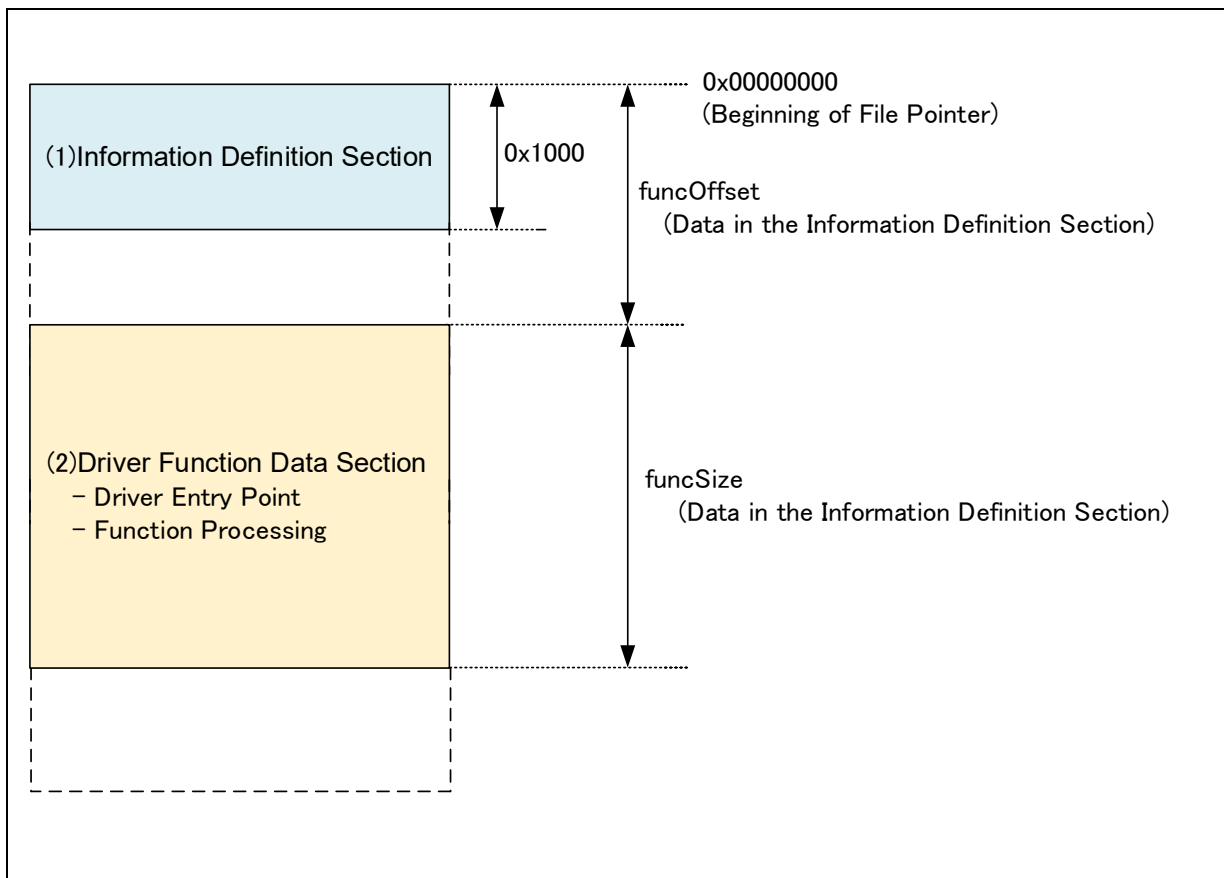 0x00000000
(Beginning of File Pointer)
(1)Information Definition Section
0x1000
funcOffset
(Data in the Information Definition Section)
(2)Driver Function Data Section
- Driver Entry Point
- Function Processing
funcSize
(Data in the Information Definition Section)